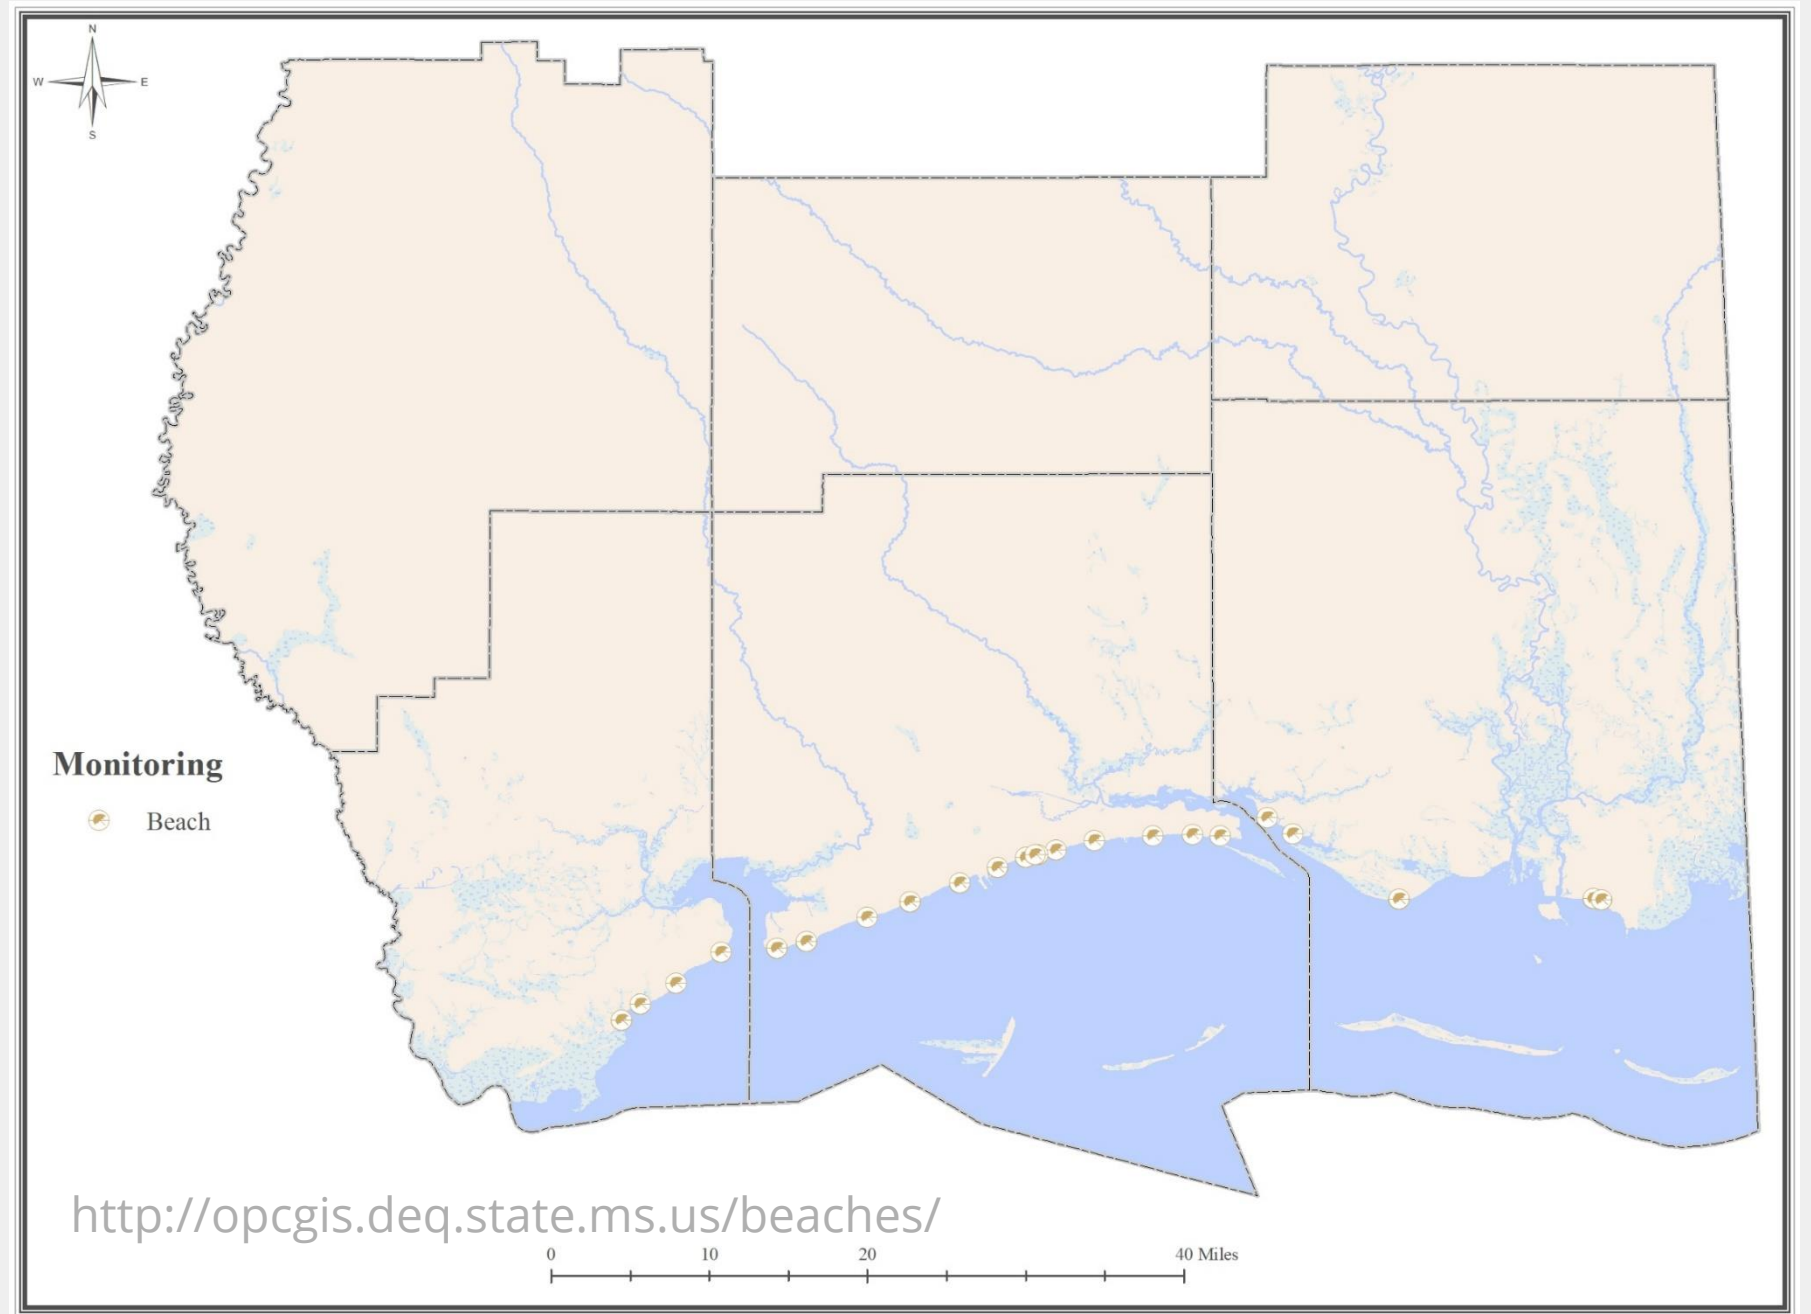 N
W E
S
Monitoring
Beach
http://opcgis.deq.state.ms.us/beaches/
0 10 20 40 Miles